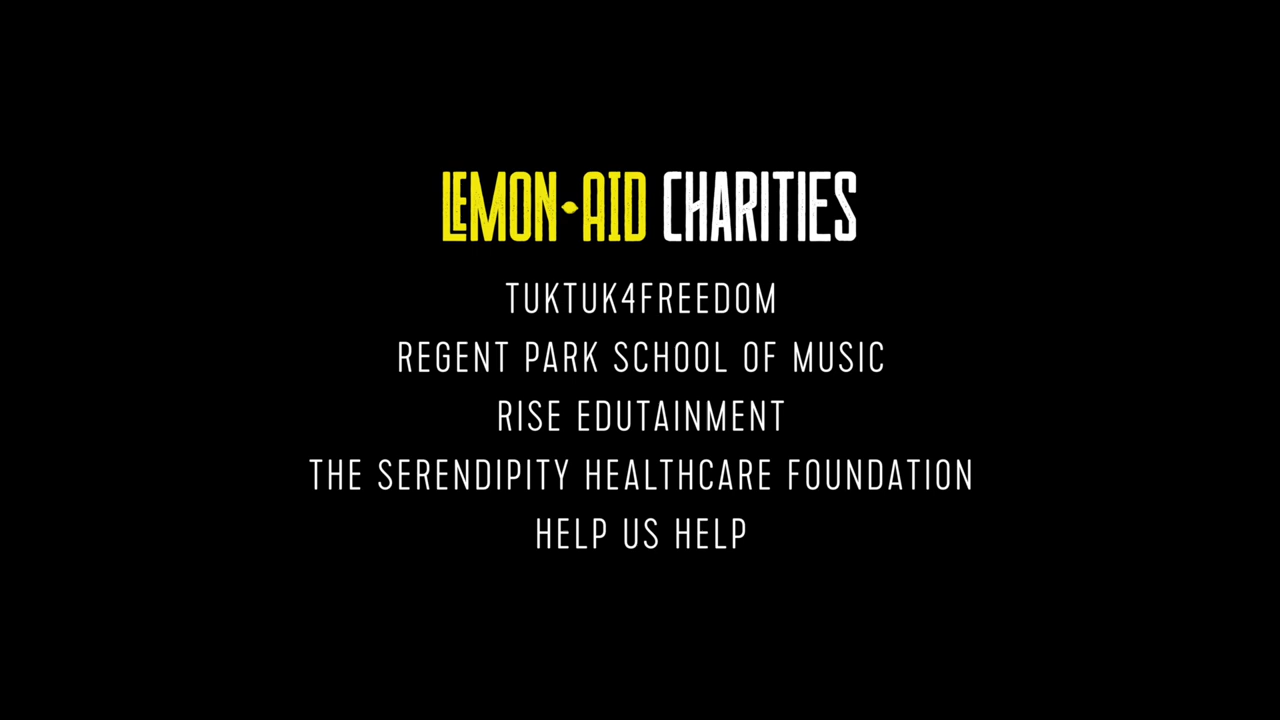 LEMON-AID CHARITIES
TUKTUK4FREEDOM
REGENT PARK SCHOOL OF MUSIC
RISE EDUTAINMENT
THE SERENDIPITY HEALTHCARE FOUNDATION
HELP US HELP